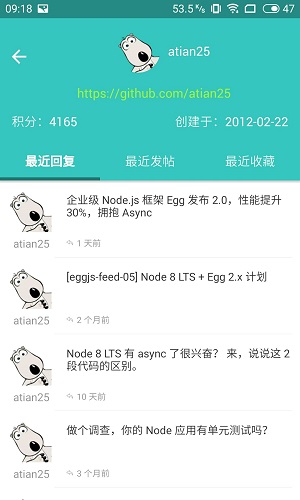 09:18
53.5 K/s
47
atian25
https://github.com/atian25
积分：4165
创建于：2012-02-22
最近回复
最近发帖
最近收藏
企业级 Node.js 框架 Egg 发布 2.0，性能提升
30%，拥抱 Async
atian25
1 天前
[eggjs-feed-05] Node 8 LTS + Egg 2.x 计划
atian25
2 个月前
Node 8 LTS 有 async 了很兴奋？ 来，说说这 2
段代码的区别。
atian25
10 天前
做个调查，你的 Node 应用有单元测试吗？
atian25
3 个月前